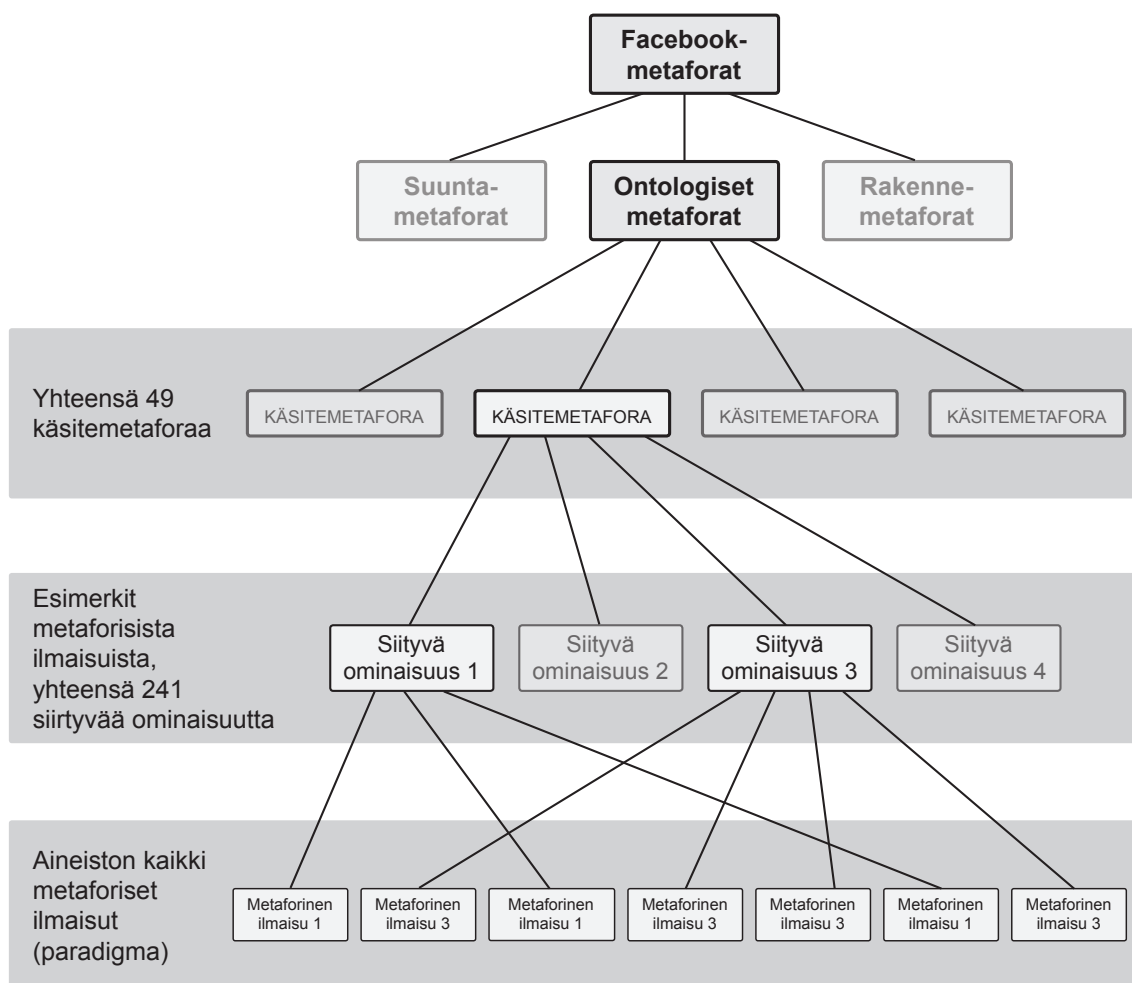 Facebook-
metaforat
Suunta-
metaforat
Ontologiset
metaforat
Rakenne-
metaforat
Yhteensä 49
käsitemetaforaa
KÄSITEMETAFORA
KÄSITEMETAFORA
KÄSITEMETAFORA
KÄSITEMETAFORA
Esimerkit
metaforisista
ilmaisuista,
yhteensä 241
siirtyvää ominaisuutta
Siityvä
ominaisuus 1
Siityvä
ominaisuus 2
Siityvä
ominaisuus 3
Siityvä
ominaisuus 4
Aineiston kaikki
metaforiset
ilmaisut
(paradigma)
Metaforinen
ilmaisu 1
Metaforinen
ilmaisu 3
Metaforinen
ilmaisu 1
Metaforinen
ilmaisu 3
Metaforinen
ilmaisu 3
Metaforinen
ilmaisu 1
Metaforinen
ilmaisu 3